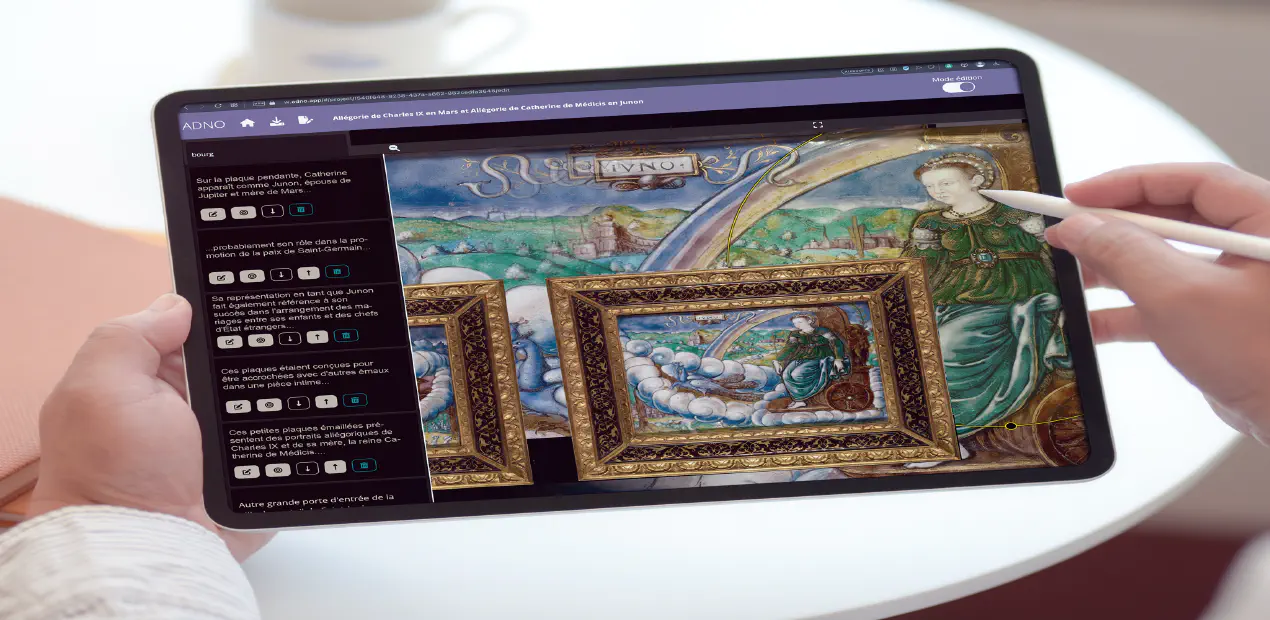 adno.app/
Mode édition
ADNO
Allégorie de Charles IX en Mars et Allégorie de Catherine de Médicis en Junon
bourg
Sur la plaque pendante, Catherine
apparaît comme Junon, épouse de
Jupiter et mère de Mars...
...probablement son rôle dans la pro-
motion de la paix de Saint-Germain...
Sa représentation en tant que Junon
fait également référence à son
succès dans l'arrangement des ma-
riages entre ses enfants et des chefs
d'État étrangers...
Ces plaques étaient conçues pour
être accrochées avec d'autres émaux
dans une pièce intime...
Ces petites plaques émaillées pré-
sentent des portraits allégoriques de
Charles IX et de sa mère, la reine Ca-
therine de Médicis....
Autre grande porte d'entrée de la
IVNO